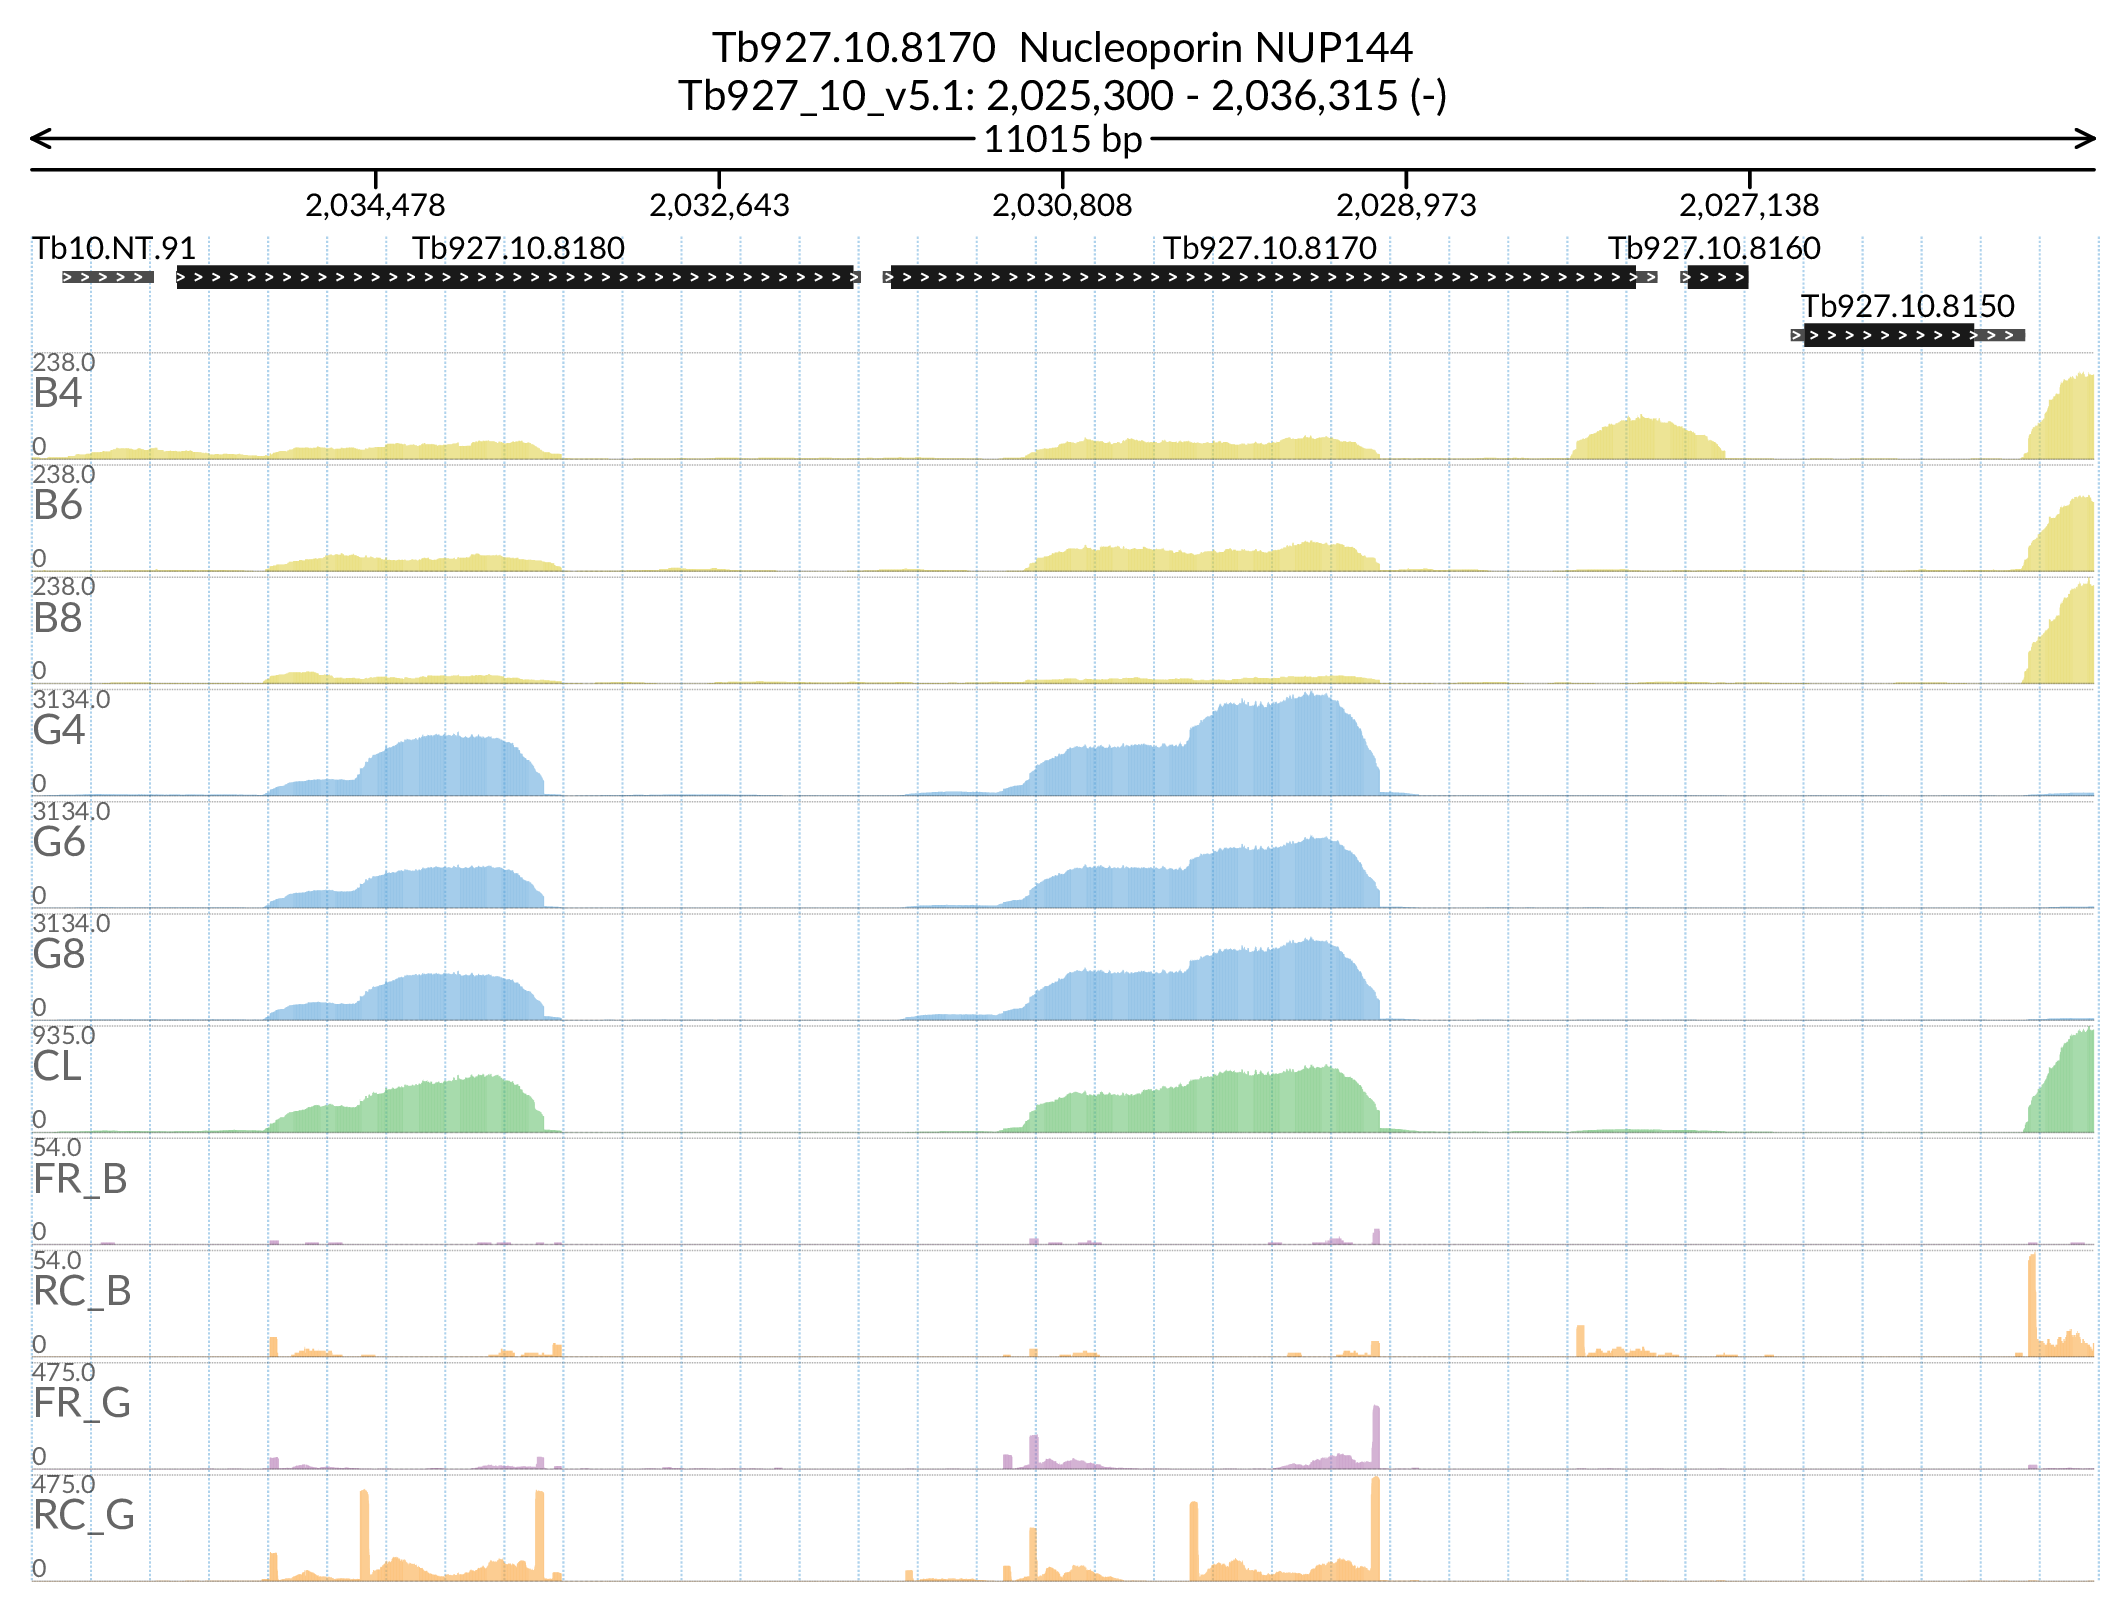 Tb927.10.8170  Nucleoporin NUP144
Tb927_10_v5.1: 2,025,300 - 2,036,315 (-)
11015 bp
2,034,478 2,032,643 2,030,808 2,028,973 2,027,138
Tb10.NT.91 Tb927.10.8180 Tb927.10.8170 Tb927.10.8160
Tb927.10.8150
238.0
B4
0
238.0
B6
0
238.0
B8
0
3134.0
G4
0
3134.0
G6
0
3134.0
G8
0
935.0
CL
0
54.0
FR_B
0
54.0
RC_B
0
475.0
FR_G
0
475.0
RC_G
0